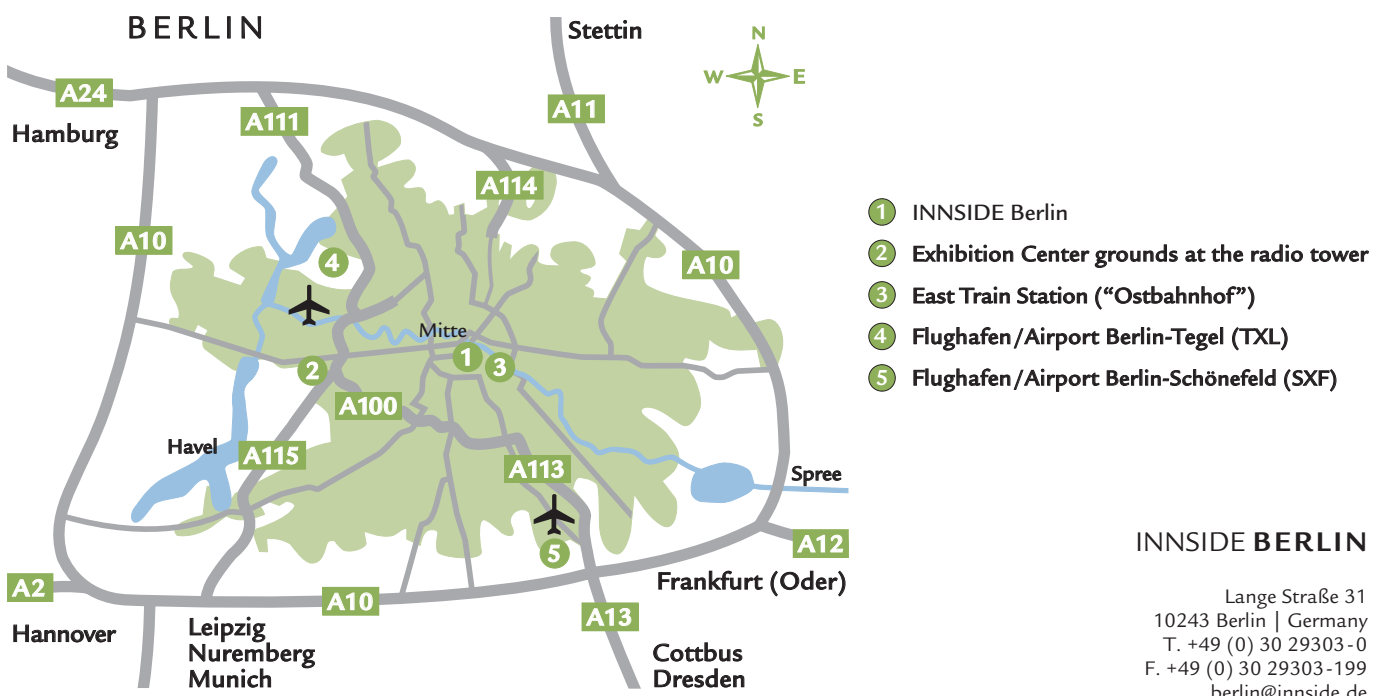 BERLIN
Stettin
N
W E
S
A24
A11
Hamburg
A111
A114
A10
A10
4
Mitte
1
3
2
A100
Havel
A115
A113
Spree
5
A12
A2
Frankfurt (Oder)
A10
A13
Hannover
Leipzig
Nuremberg
Munich
Cottbus
Dresden
1 INNSIDE Berlin
2 Exhibition Center grounds at the radio tower
3 East Train Station (“Ostbahnhof”)
4 Flughafen/Airport Berlin-Tegel (TXL)
5 Flughafen/Airport Berlin-Schönefeld (SXF)
INNSIDE BERLIN
Lange Straße 31
10243 Berlin | Germany
T. +49 (0) 30 29303-0
F. +49 (0) 30 29303-199
berlin@innside.de